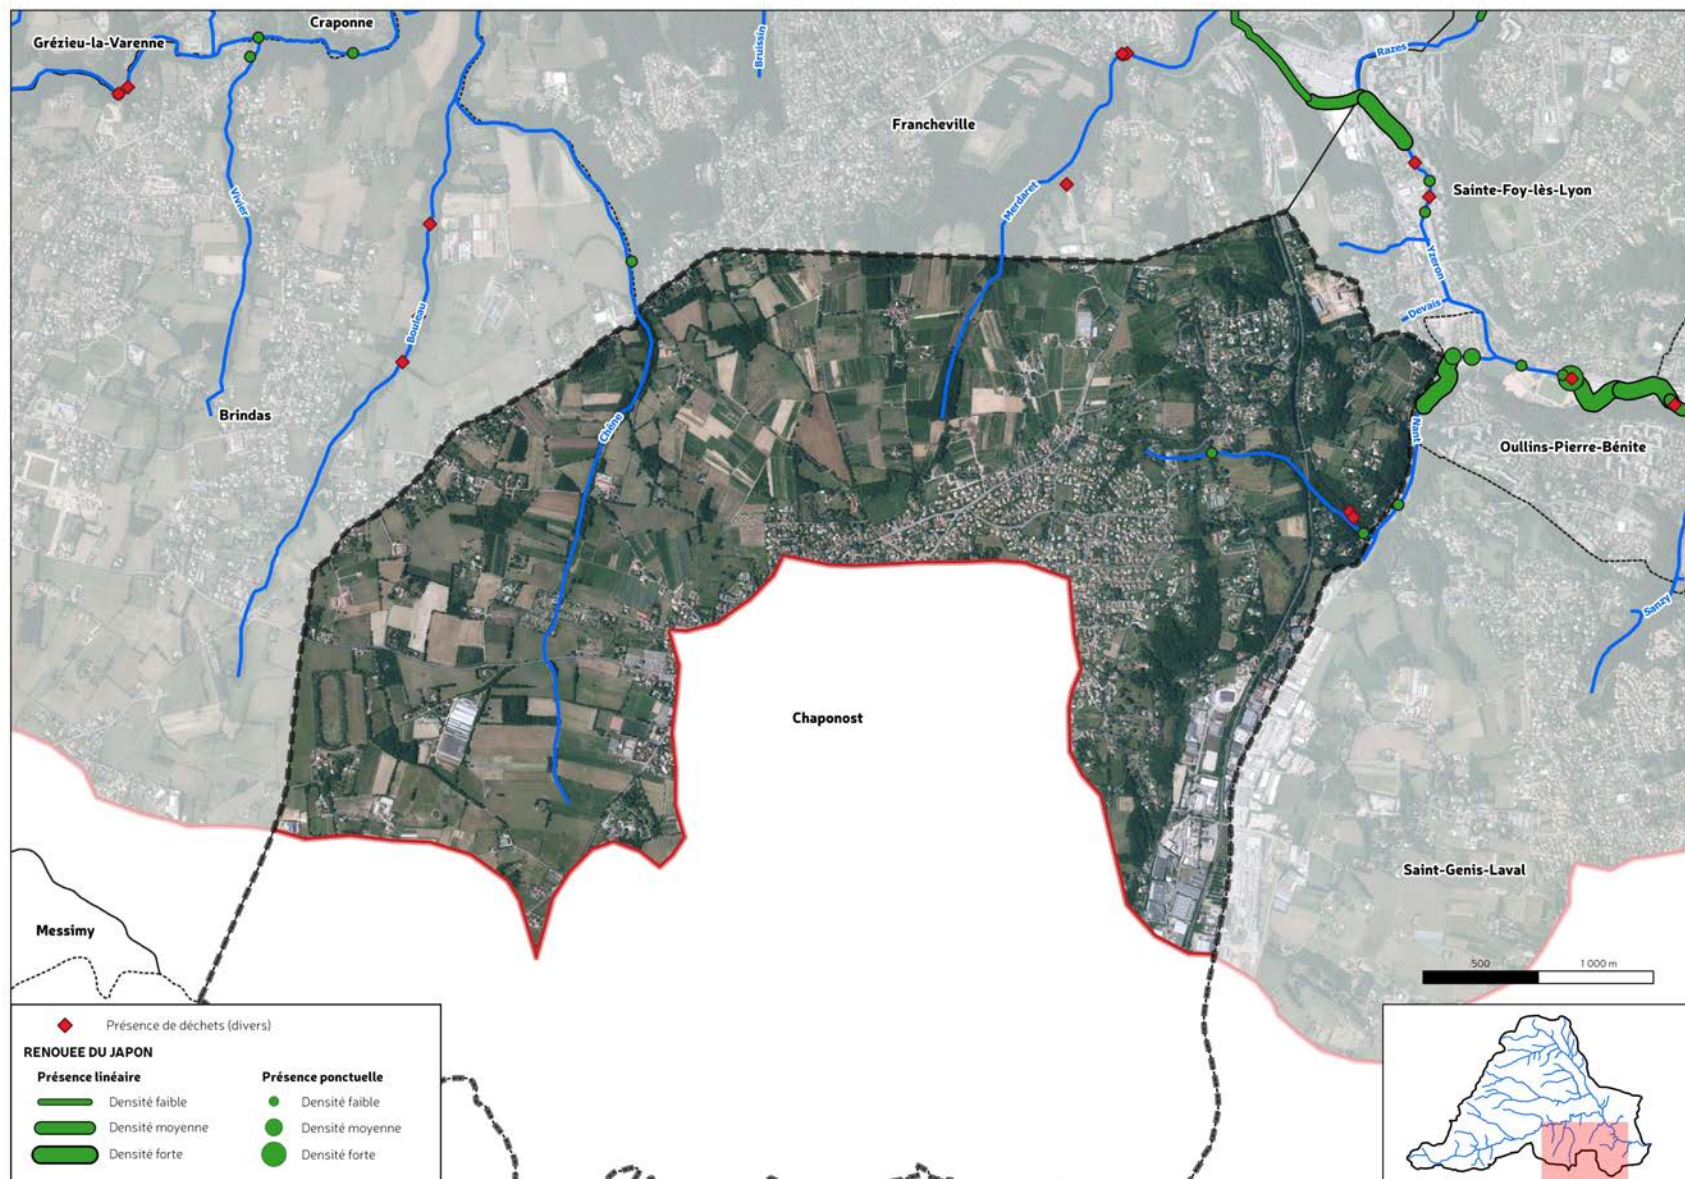 Craponne
Grézieu-la-Varenne
Razes
Bruissin
Francheville
Merdaret
Sainte-Foy-lès-Lyon
Vivier
Yzeron
Bouleau
Devais
Brindas
Chêne
Nant
Oullins-Pierre-Bénite
Sanzy
Chaponost
Saint-Genis-Laval
Messimy
500
1 000 m
Présence de déchets (divers)
RENOUEE DU JAPON
Présence linéaire
Densité faible
Densité moyenne
Densité forte
Présence ponctuelle
Densité faible
Densité moyenne
Densité forte